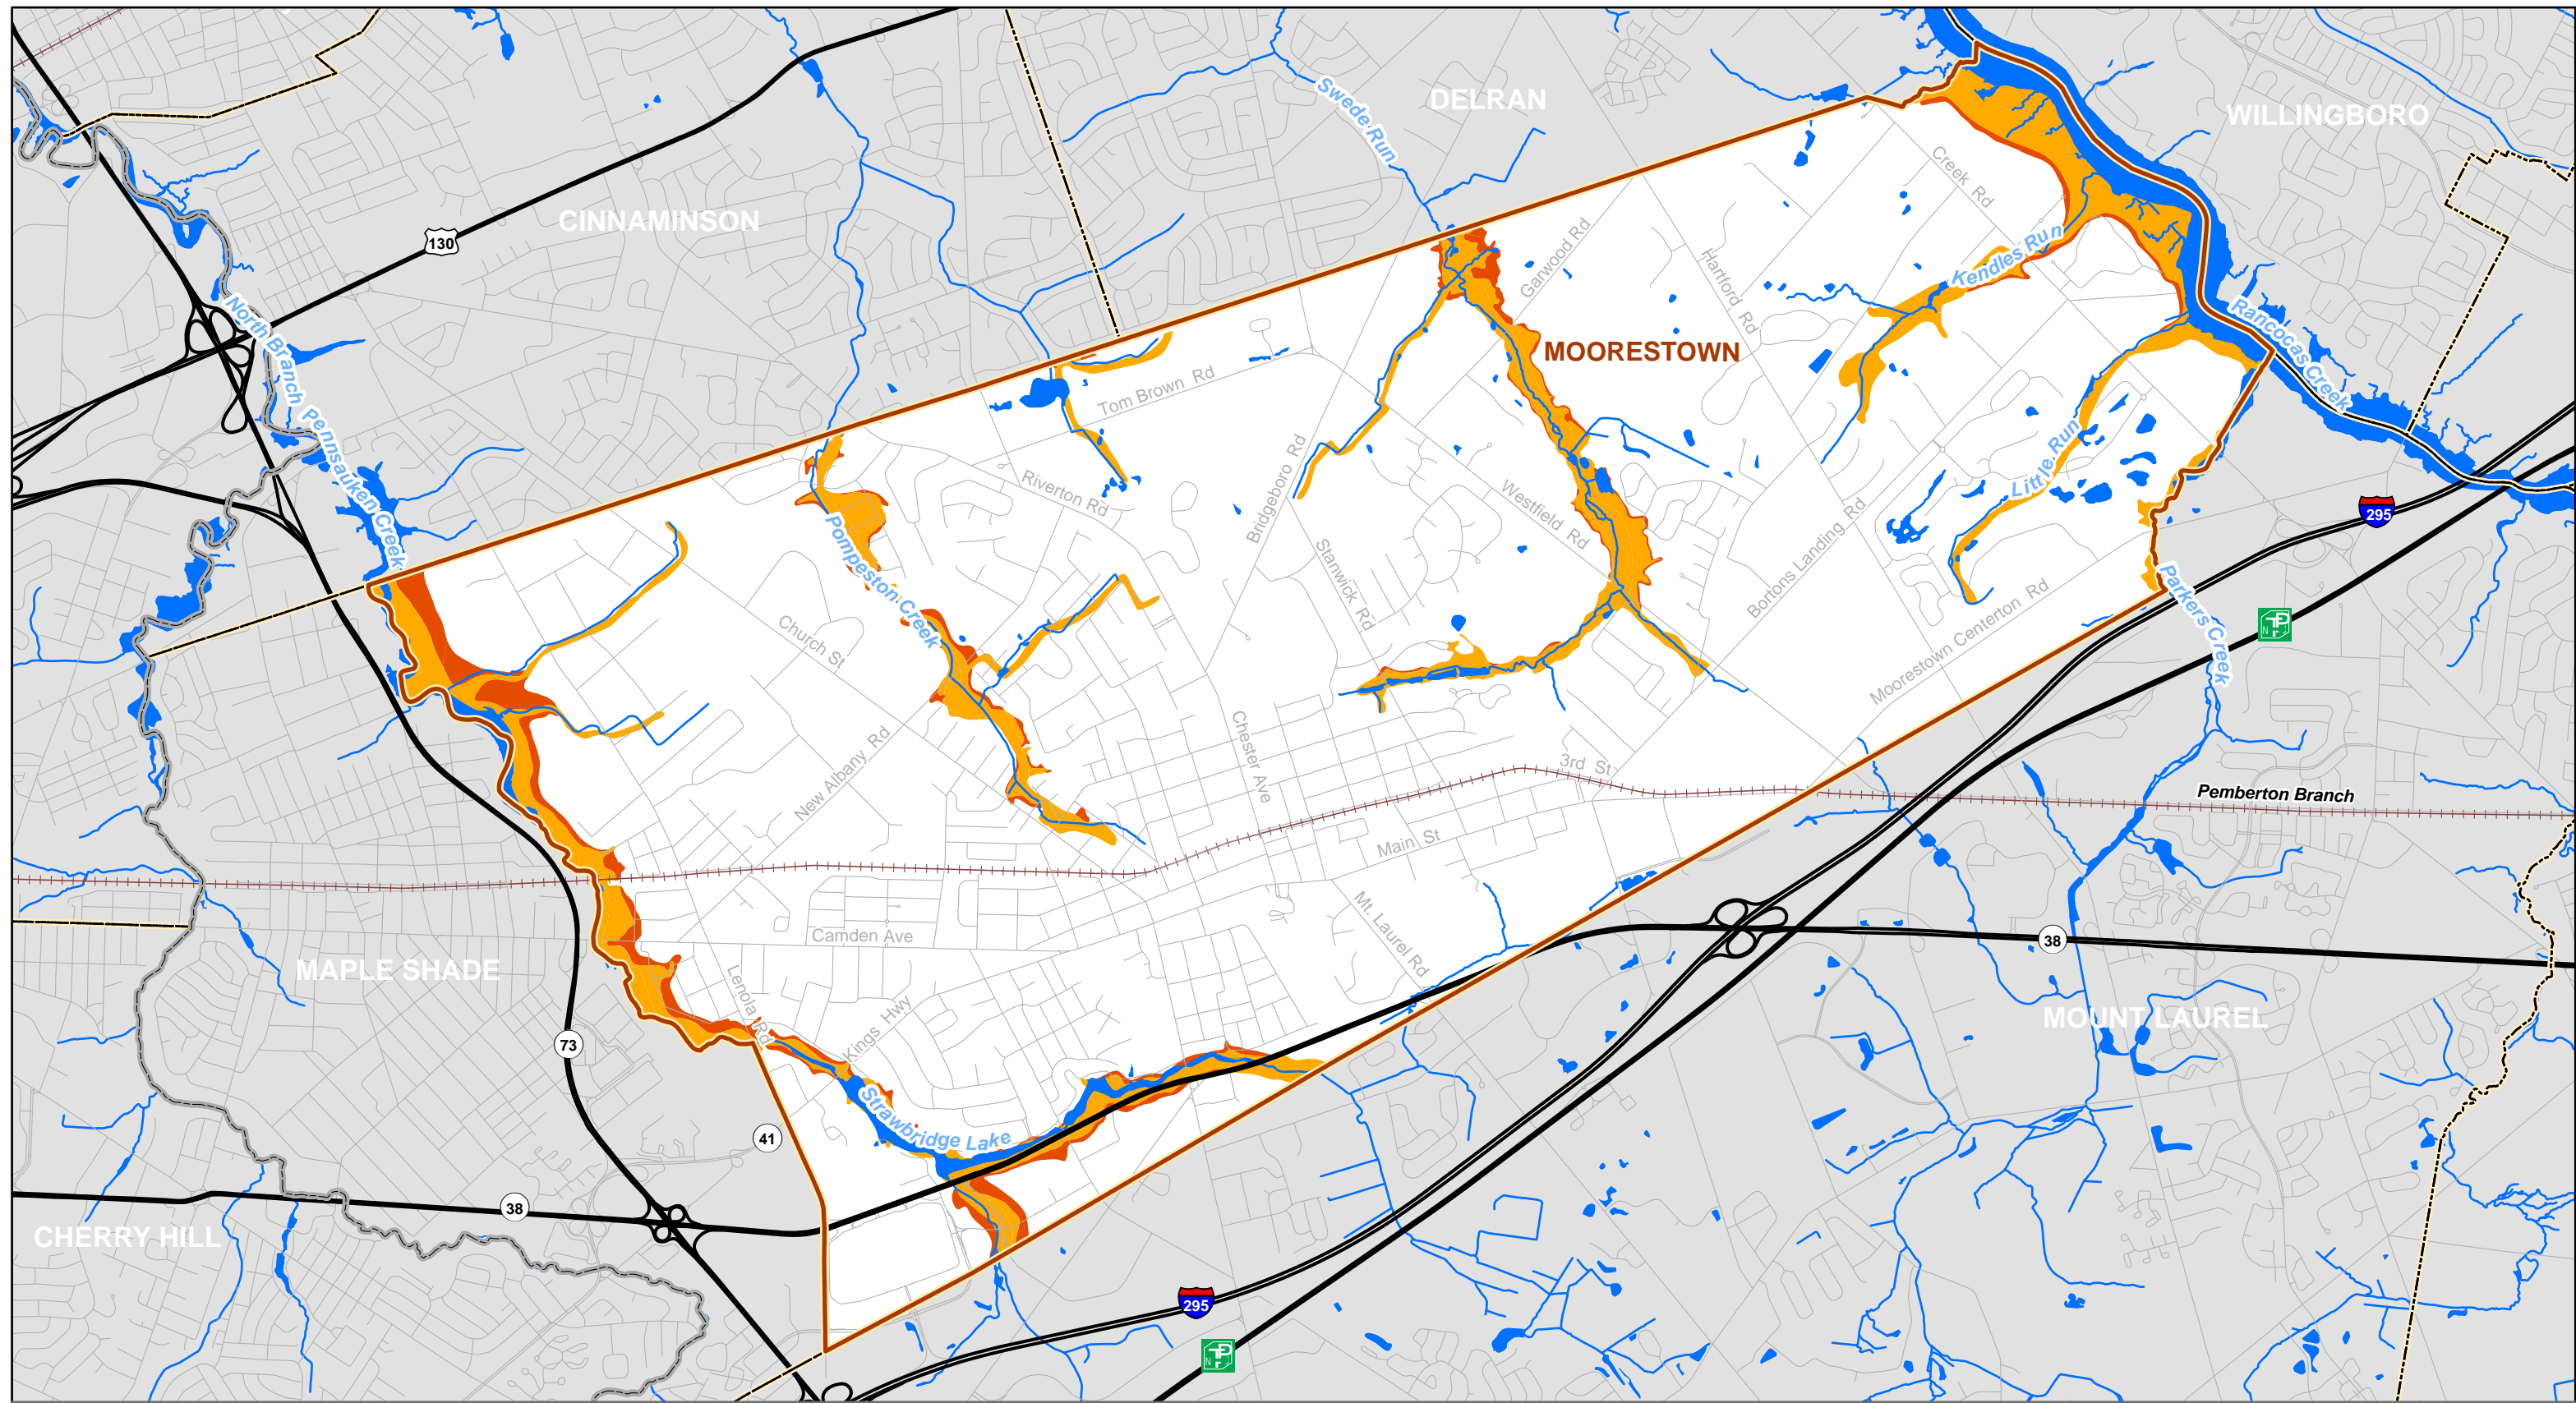 DELRAN
WILLINGBORO
Swede Run
CINNAMINSON
130
Creek Rd
Garwood Rd
Hartford Rd
Kendles Run
Rancocas Creek
North Branch Pennsauken Creek
MOORESTOWN
Tom Brown Rd
Riverton Rd
Bridgeboro Rd
Westfield Rd
Little Run
295
Pompeston Creek
Stanwick Rd
Bortons Landing Rd
Parkers Creek
Church St
Moorestown Centerton Rd
New Albany Rd
Chester Ave
3rd St
Pemberton Branch
Main St
Camden Ave
Mt. Laurel Rd
38
MAPLE SHADE
Lenola Rd
Kings Hwy
MOUNT LAUREL
73
41
Strawbridge Lake
38
CHERRY HILL
295